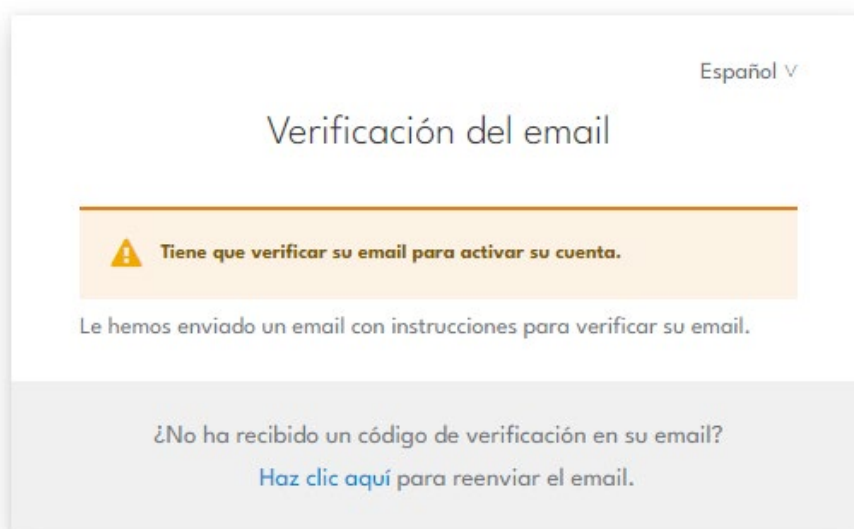 Español
Verificación del email
Tiene que verificar su email para activar su cuenta.
Le hemos enviado un email con instrucciones para verificar su email.
¿No ha recibido un código de verificación en su email?
Haz clic aquí para reenviar el email.